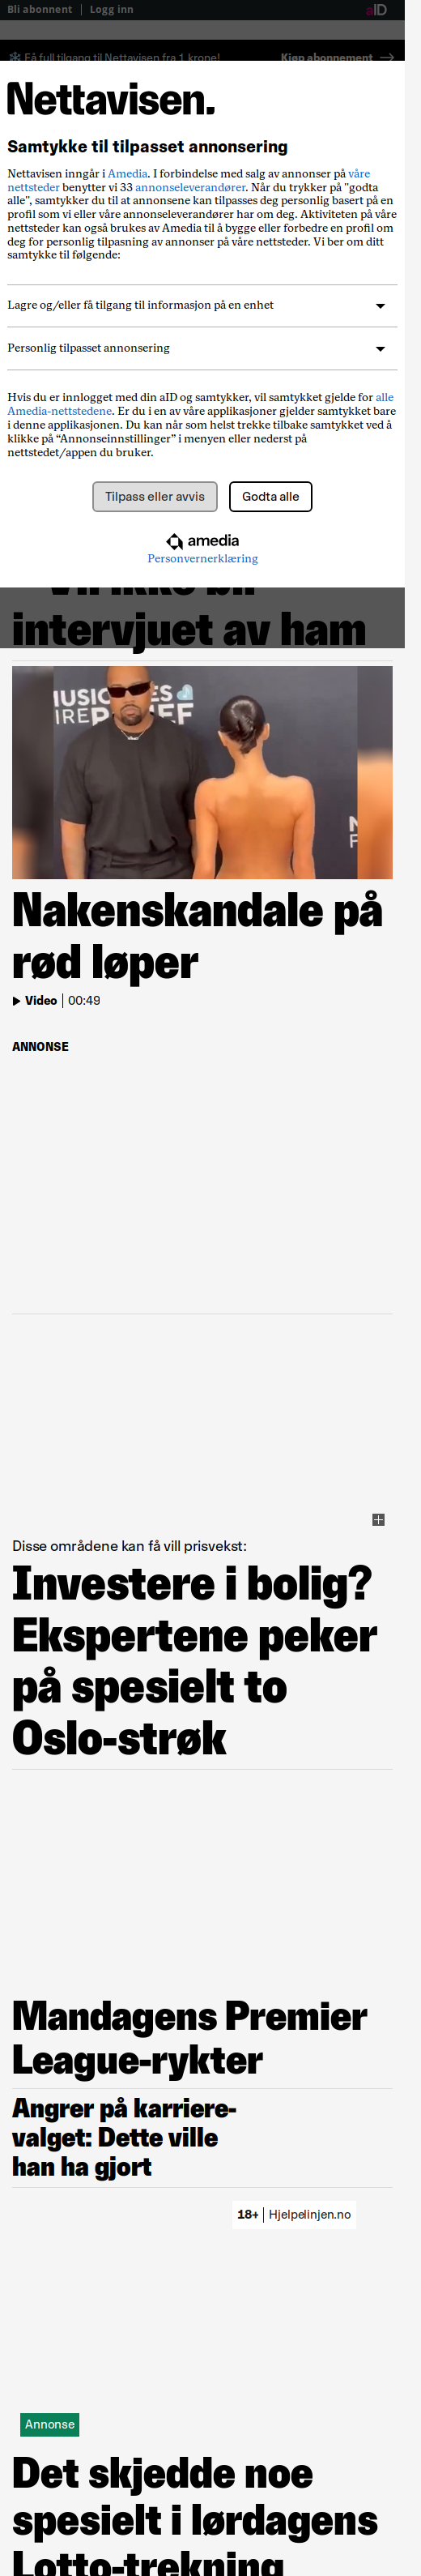 Bli abonnent | Logg inn
aID
Få full tilgang til Nettavisen fra 1 krone!
Kjøp abonnement
Nettavisen.
Samtykke til tilpasset annonsering
Nettavisen inngår i Amedia. I forbindelse med salg av annonser på våre
nettsteder benytter vi 33 annonseleverandører. Når du trykker på "godta
alle", samtykker du til at annonsene kan tilpasses deg personlig basert på en
profil som vi eller våre annonseleverandører har om deg. Aktiviteten på våre
nettsteder kan også brukes av Amedia til å bygge eller forbedre en profil om
deg for personlig tilpasning av annonser på våre nettsteder. Vi ber om ditt
samtykke til følgende:
Lagre og/eller få tilgang til informasjon på en enhet
Personlig tilpasset annonsering
Hvis du er innlogget med din aID og samtykker, vil samtykket gjelde for alle
Amedia-nettstedene. Er du i en av våre applikasjoner gjelder samtykket bare
i denne applikasjonen. Du kan når som helst trekke tilbake samtykket ved å
klikke på “Annonseinnstillinger” i menyen eller nederst på
nettstedet/appen du bruker.
Tilpass eller avvis
Godta alle
amedia
Personvernerklæring
– Vil ikke bli
intervjuet av ham
Nakenskandale på
rød løper
Video | 00:49
ANNONSE
Disse områdene kan få vill prisvekst:
Investere i bolig?
Ekspertene peker
på spesielt to
Oslo-strøk
Mandagens Premier
League-rykter
Angrer på karriere-
valget: Dette ville
han ha gjort
18+ | Hjelpelinjen.no
Annonse
Det skjedde noe
spesielt i lørdagens
Lotto-trekning